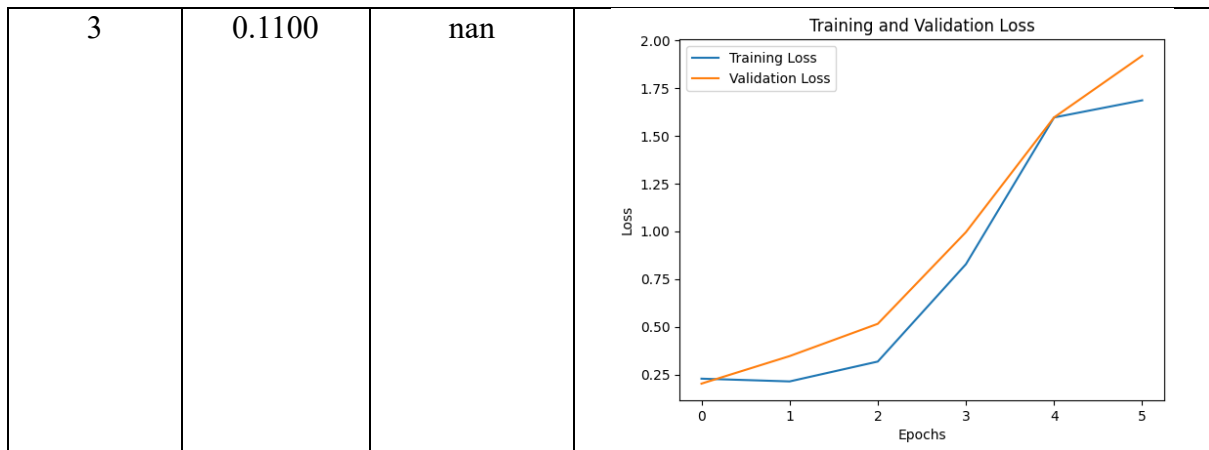 3 0.1100 nan
Training and Validation Loss
Training Loss
Validation Loss
2.00
1.75
1.50
1.25
1.00
0.75
0.50
0.25
Loss
0 1 2 3 4 5
Epochs